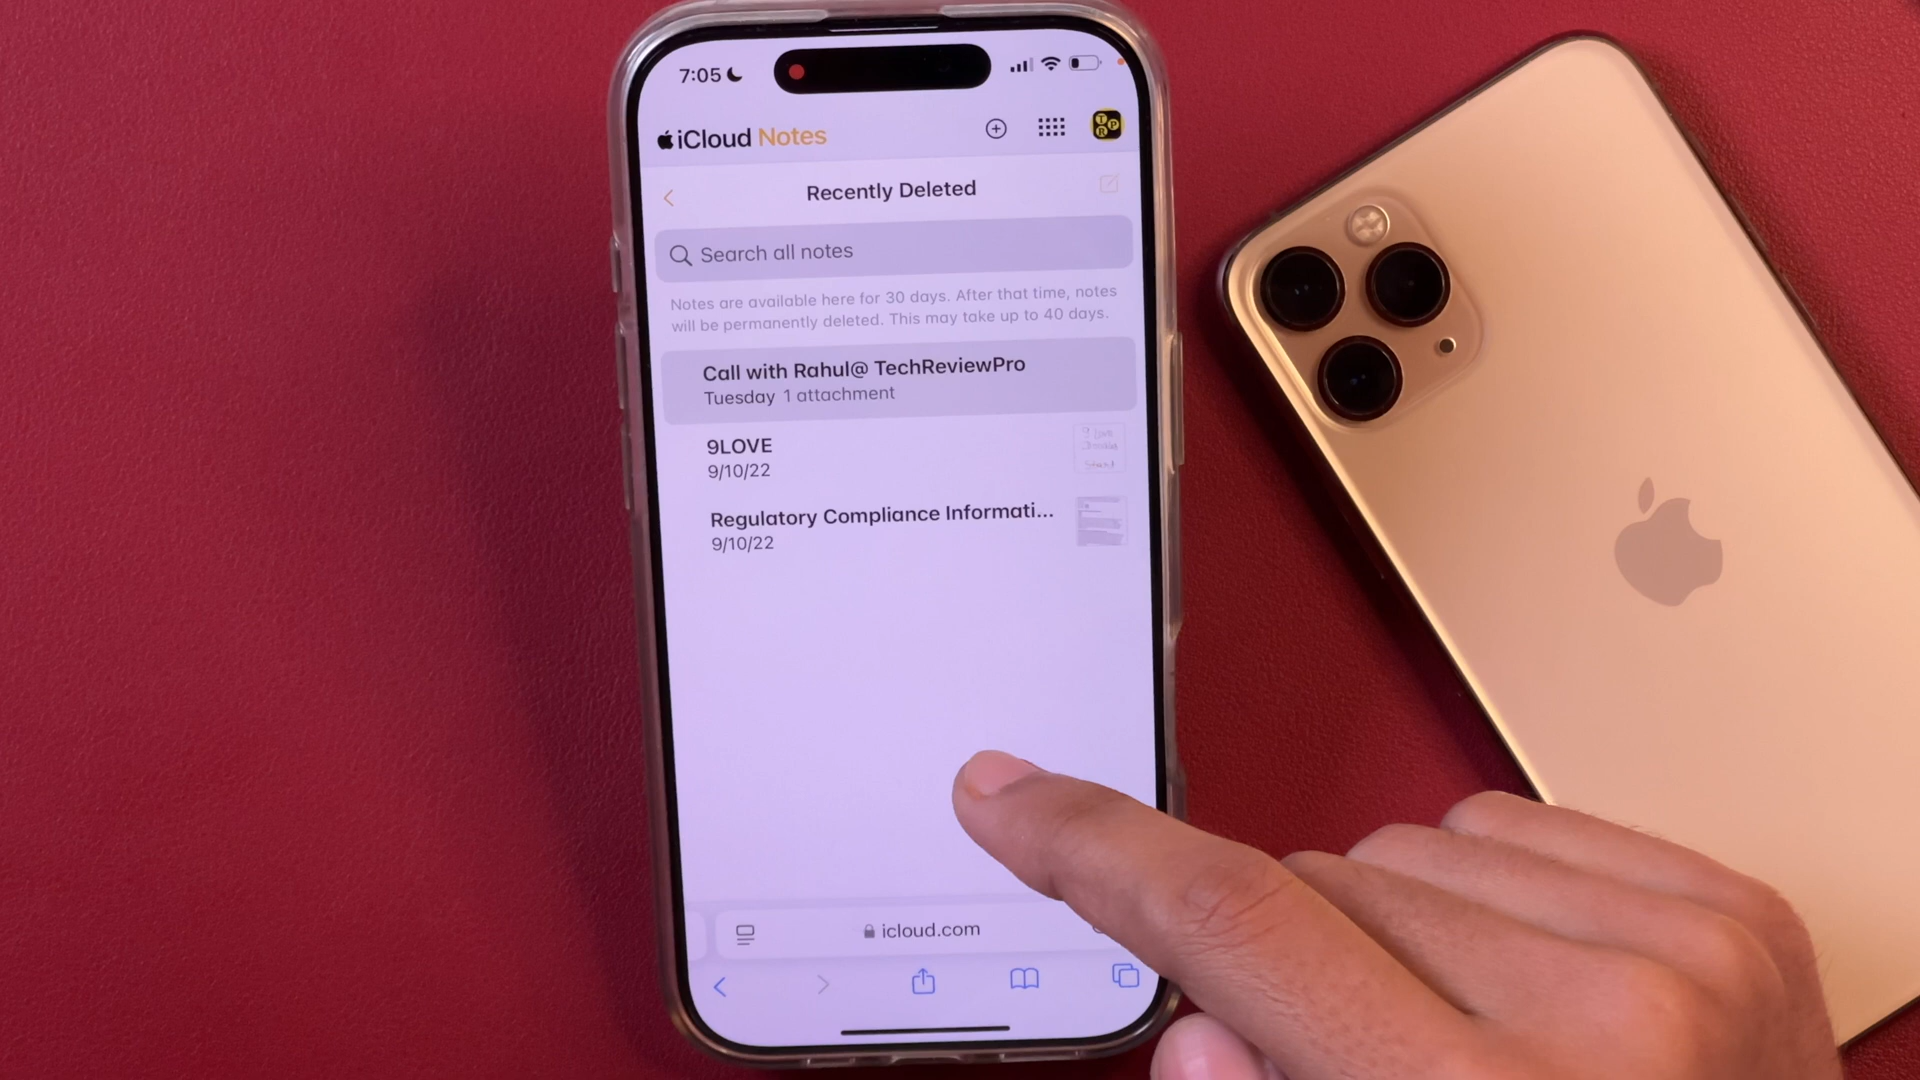 7:05
iCloud Notes
TRP
Recently Deleted
Search all notes
Notes are available here for 30 days. After that time, notes
will be permanently deleted. This may take up to 40 days.
Call with Rahul@ TechReviewPro
Tuesday 1 attachment
9LOVE
9/10/22
Regulatory Compliance Informati...
9/10/22
icloud.com